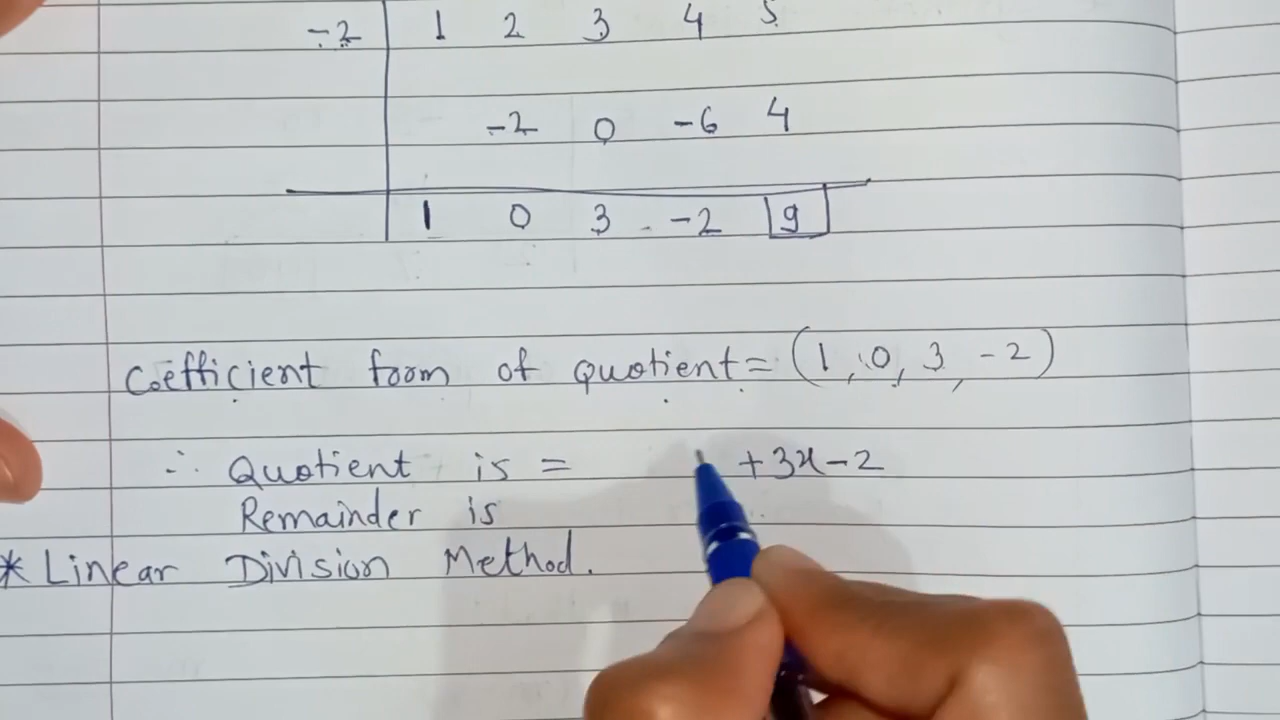 -2 1 2 3 4 5
-2 0 -6 4
1 0 3 -2 9
Coefficient form of quotient = (1, 0, 3, -2)
∴ Quotient is = +3x-2
Remainder is
* Linear Division Method.